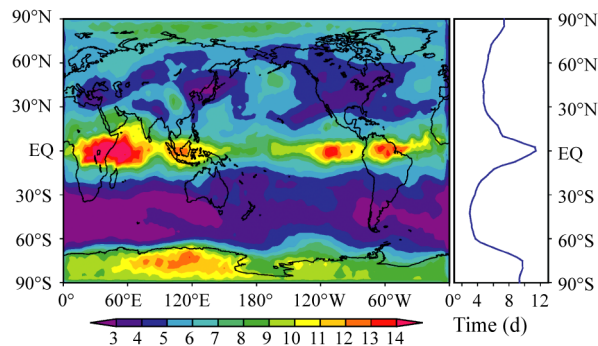 90°N 90°N
60°N 60°N
30°N 30°N
EQ EQ
30°S 30°S
60°S 60°S
90°S 90°S
0° 60°E 120°E 180° 120°W 60°W 0° 4 8 12
3 4 5 6 7 8 9 10 11 12 13 14 Time (d)